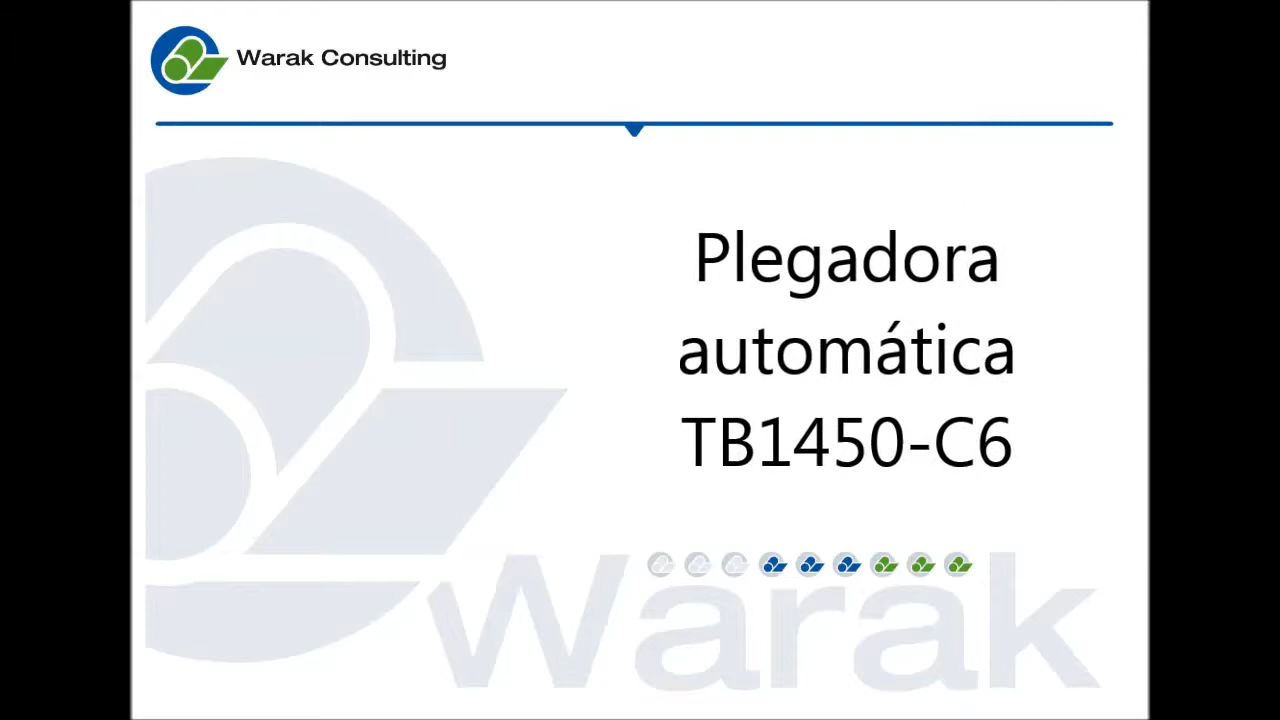 Warak Consulting
Plegadora
automática
TB1450-C6
Warak